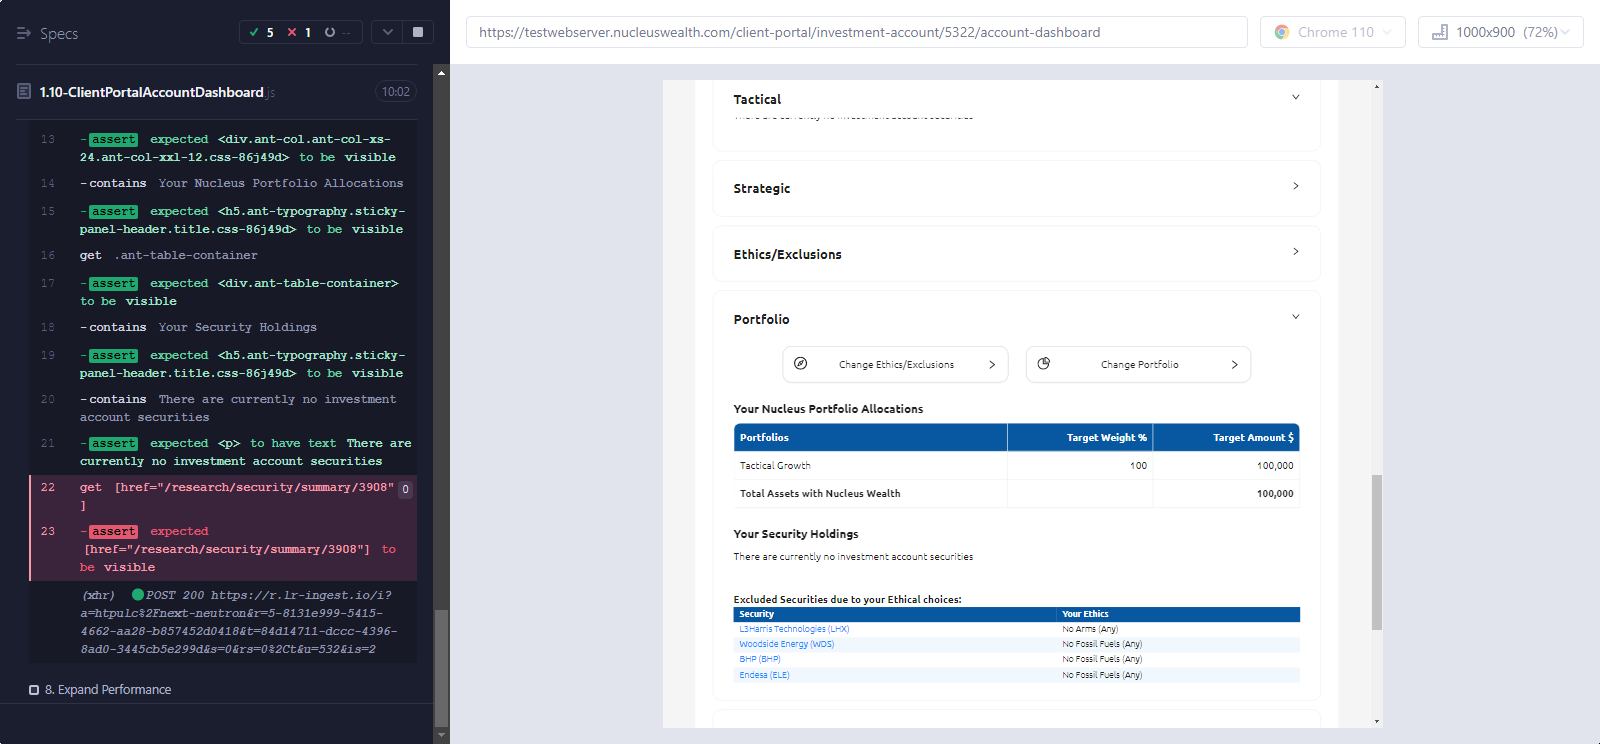 Specs
5 1 --
1.10-ClientPortalAccountDashboard.js 10:02
13 -assert expected <div.ant-col.ant-col-xs-
24.ant-col-xxl-12.css-86j49d> to be visible
14 -contains Your Nucleus Portfolio Allocations
15 -assert expected <h5.ant-typography.sticky-
panel-header.title.css-86j49d> to be visible
16 get .ant-table-container
17 -assert expected <div.ant-table-container>
to be visible
18 -contains Your Security Holdings
19 -assert expected <h5.ant-typography.sticky-
panel-header.title.css-86j49d> to be visible
20 -contains There are currently no investment
account securities
21 -assert expected <p> to have text There are
currently no investment account securities
22 get [href="/research/security/summary/3908" 0
]
23 -assert expected
[href="/research/security/summary/3908"] to
be visible
(xhr) POST 200 https://r.lr-ingest.io/i?
a=htpulc%2Fnext-neutron&r=5-8131e999-5415-
4662-aa28-b857452d0418&t=84d14711-dccc-4396-
8ad0-3445cb5e299d&s=0&rs=0%2Ct&u=532&is=2
8. Expand Performance
https://testwebserver.nucleuswealth.com/client-portal/investment-account/5322/account-dashboard
Chrome 110
1000x900 (72%)
Tactical
There are currently no investment account securities
Strategic
Ethics/Exclusions
Portfolio
Change Ethics/Exclusions
Change Portfolio
Your Nucleus Portfolio Allocations
Portfolios Target Weight % Target Amount $
Tactical Growth 100 100,000
Total Assets with Nucleus Wealth 100,000
Your Security Holdings
There are currently no investment account securities
Excluded Securities due to your Ethical choices:
Security Your Ethics
L3Harris Technologies (LHX) No Arms (Any)
Woodside Energy (WDS) No Fossil Fuels (Any)
BHP (BHP) No Fossil Fuels (Any)
Endesa (ELE) No Fossil Fuels (Any)